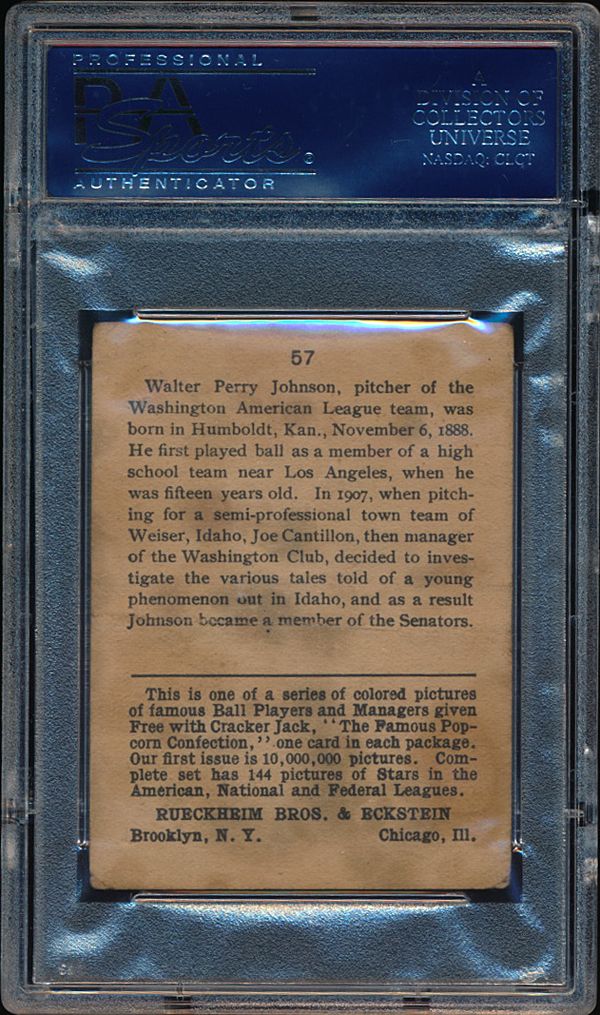 PROFESSIONAL
PSA
Sports
AUTHENTICATOR
A
DIVISION OF
COLLECTORS
UNIVERSE
NASDAQ: CLCT
57
Walter Perry Johnson, pitcher of the
Washington American League team, was
born in Humboldt, Kan., November 6, 1888.
He first played ball as a member of a high
school team near Los Angeles, when he
was fifteen years old. In 1907, when pitch-
ing for a semi-professional town team of
Weiser, Idaho, Joe Cantillon, then manager
of the Washington Club, decided to inves-
tigate the various tales told of a young
phenomenon out in Idaho, and as a result
Johnson became a member of the Senators.
This is one of a series of colored pictures
of famous Ball Players and Managers given
Free with Cracker Jack, "The Famous Pop-
corn Confection," one card in each package.
Our first issue is 10,000,000 pictures. Com-
plete set has 144 pictures of Stars in the
American, National and Federal Leagues.
RUECKHEIM BROS. & ECKSTEIN
Brooklyn, N. Y. Chicago, Ill.